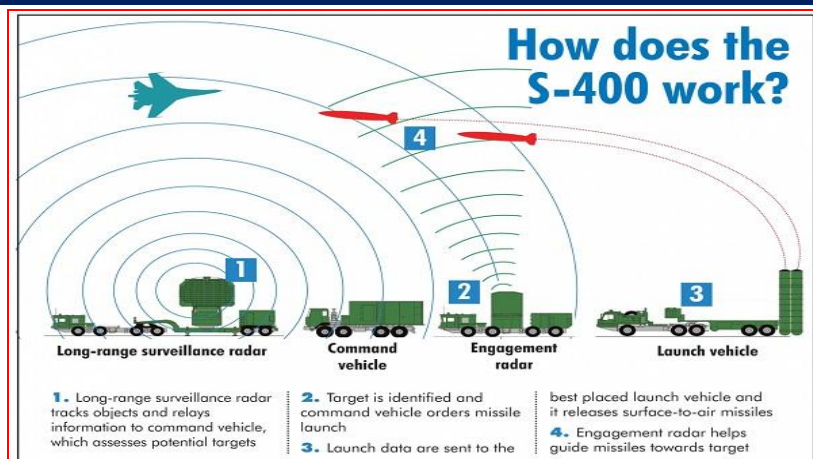 How does the
S-400 work?
4
1
2
3
Long-range surveillance radar
Command
vehicle
Engagement
radar
Launch vehicle
1. Long-range surveillance radar
tracks objects and relays
information to command vehicle,
which assesses potential targets
2. Target is identified and
command vehicle orders missile
launch
3. Launch data are sent to the
best placed launch vehicle and
it releases surface-to-air missiles
4. Engagement radar helps
guide missiles towards target